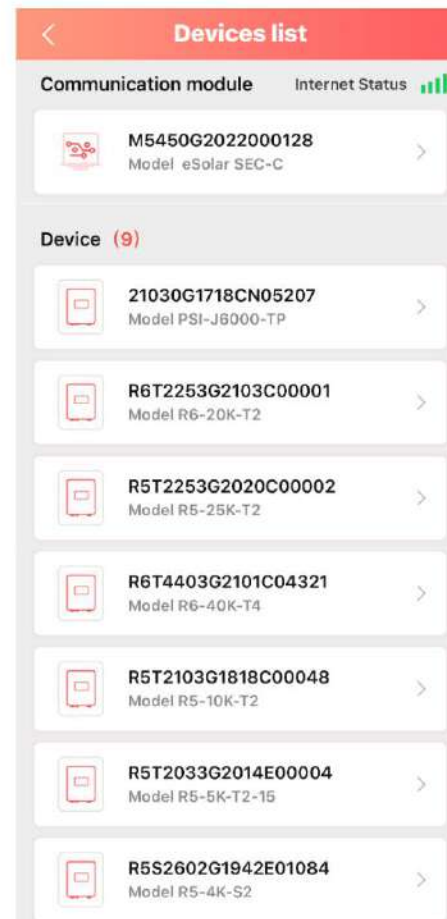 Devices list
Communication module Internet Status
M5450G2022000128
Model eSolar SEC-C
Device (9)
21030G1718CN05207
Model PSI-J6000-TP
R6T2253G2103C00001
Model R6-20K-T2
R5T2253G2020C00002
Model R5-25K-T2
R6T4403G2101C04321
Model R6-40K-T4
R5T2103G1818C00048
Model R5-10K-T2
R5T2033G2014E00004
Model R5-5K-T2-15
R5S2602G1942E01084
Model R5-4K-S2